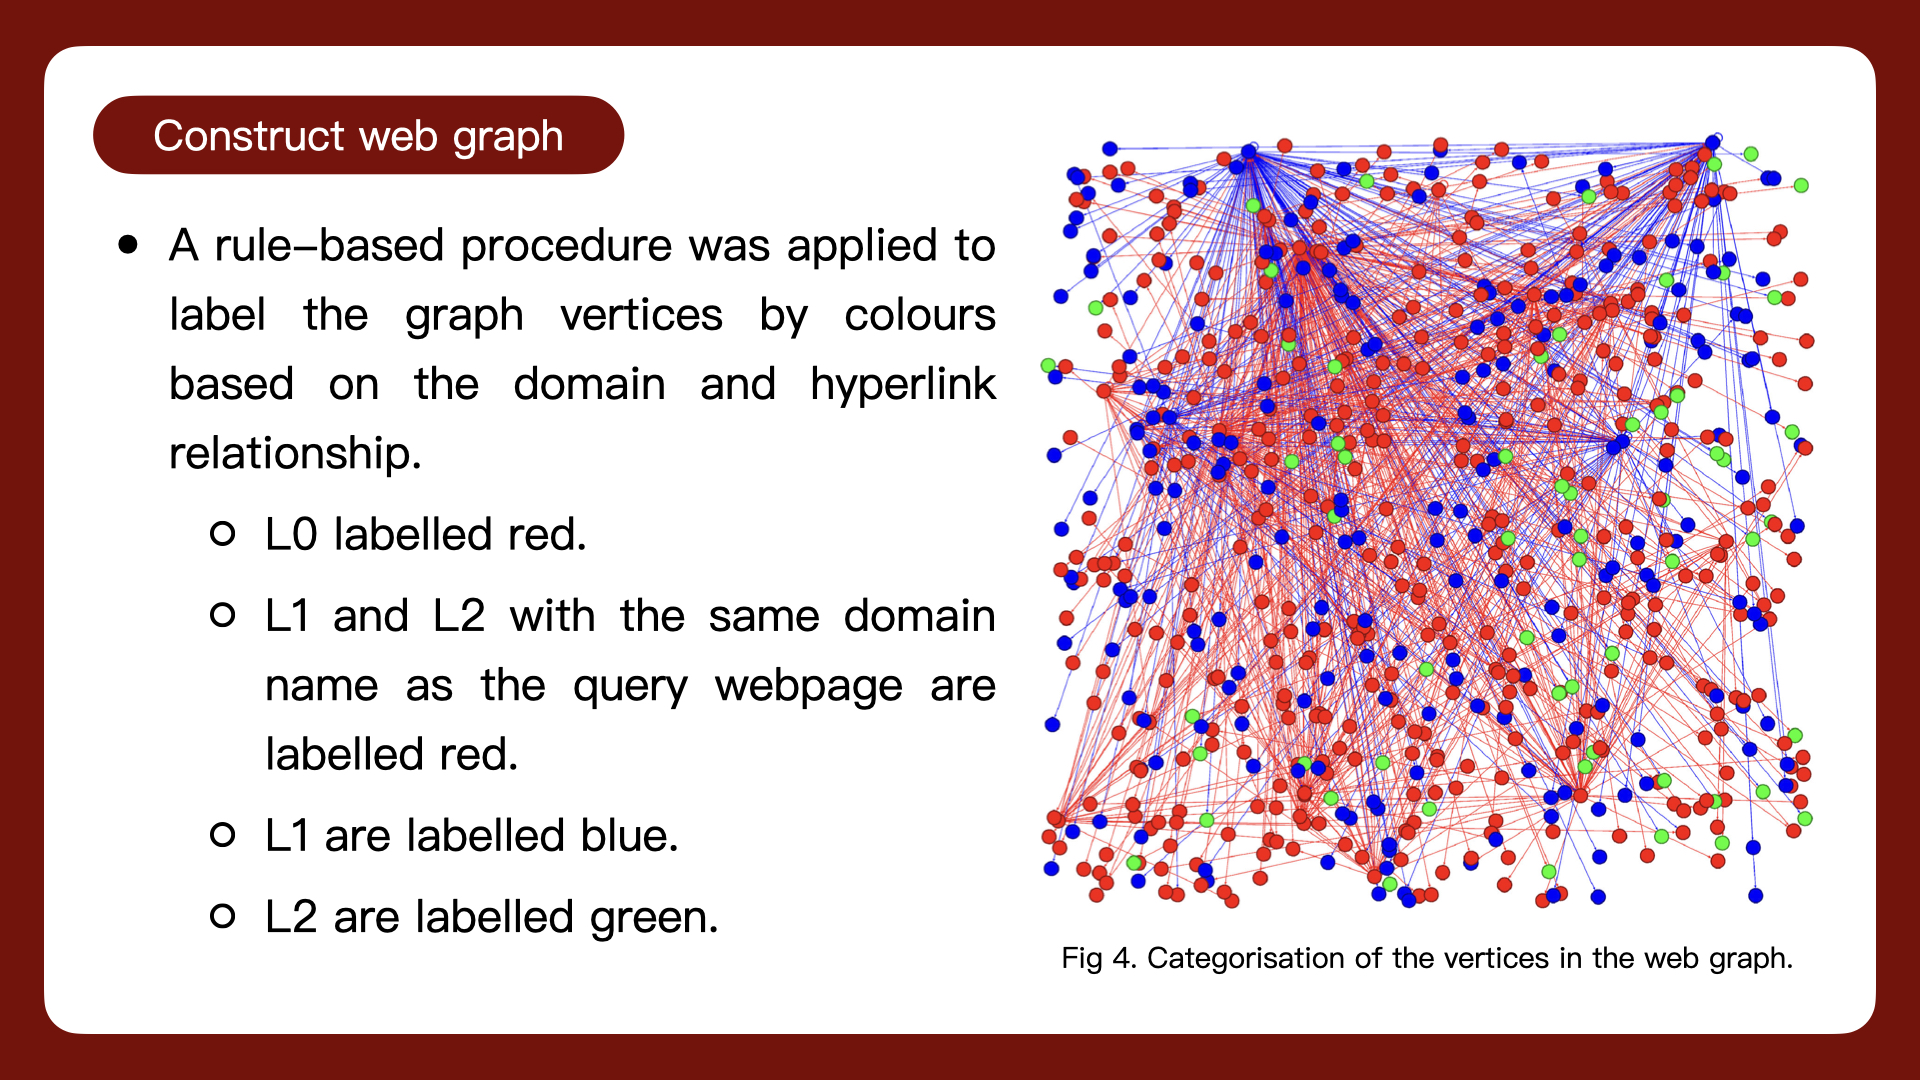 Construct web graph
● A rule-based procedure was applied to
label the graph vertices by colours
based on the domain and hyperlink
relationship.
○ L0 labelled red.
○ L1 and L2 with the same domain
name as the query webpage are
labelled red.
○ L1 are labelled blue.
○ L2 are labelled green.
Fig 4. Categorisation of the vertices in the web graph.